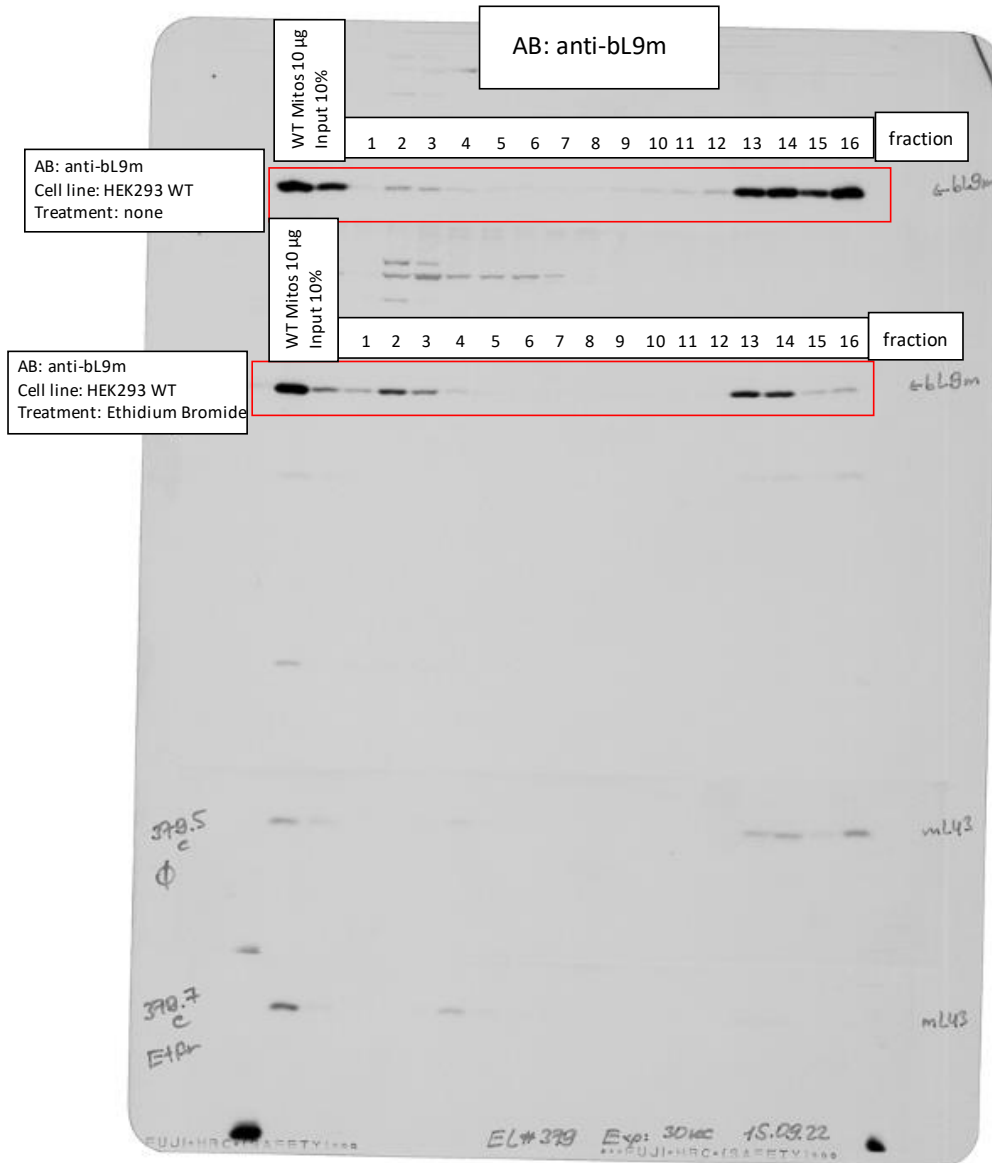 AB: anti-bL9m
WT Mitos 10 µg
Input 10%
1 2 3 4 5 6 7 8 9 10 11 12 13 14 15 16
fraction
AB: anti-bL9m
Cell line: HEK293 WT
Treatment: none
←bL9m
WT Mitos 10 µg
Input 10%
1 2 3 4 5 6 7 8 9 10 11 12 13 14 15 16
fraction
AB: anti-bL9m
Cell line: HEK293 WT
Treatment: Ethidium Bromide
←bL9m
379.5
c
mL43
Φ
379.7
c
mL43
EtBr
EL#379 Exp: 30sec 15.09.22
FUJI-HRC-(SAFETY)
FUJI-HRC-(SAFETY)